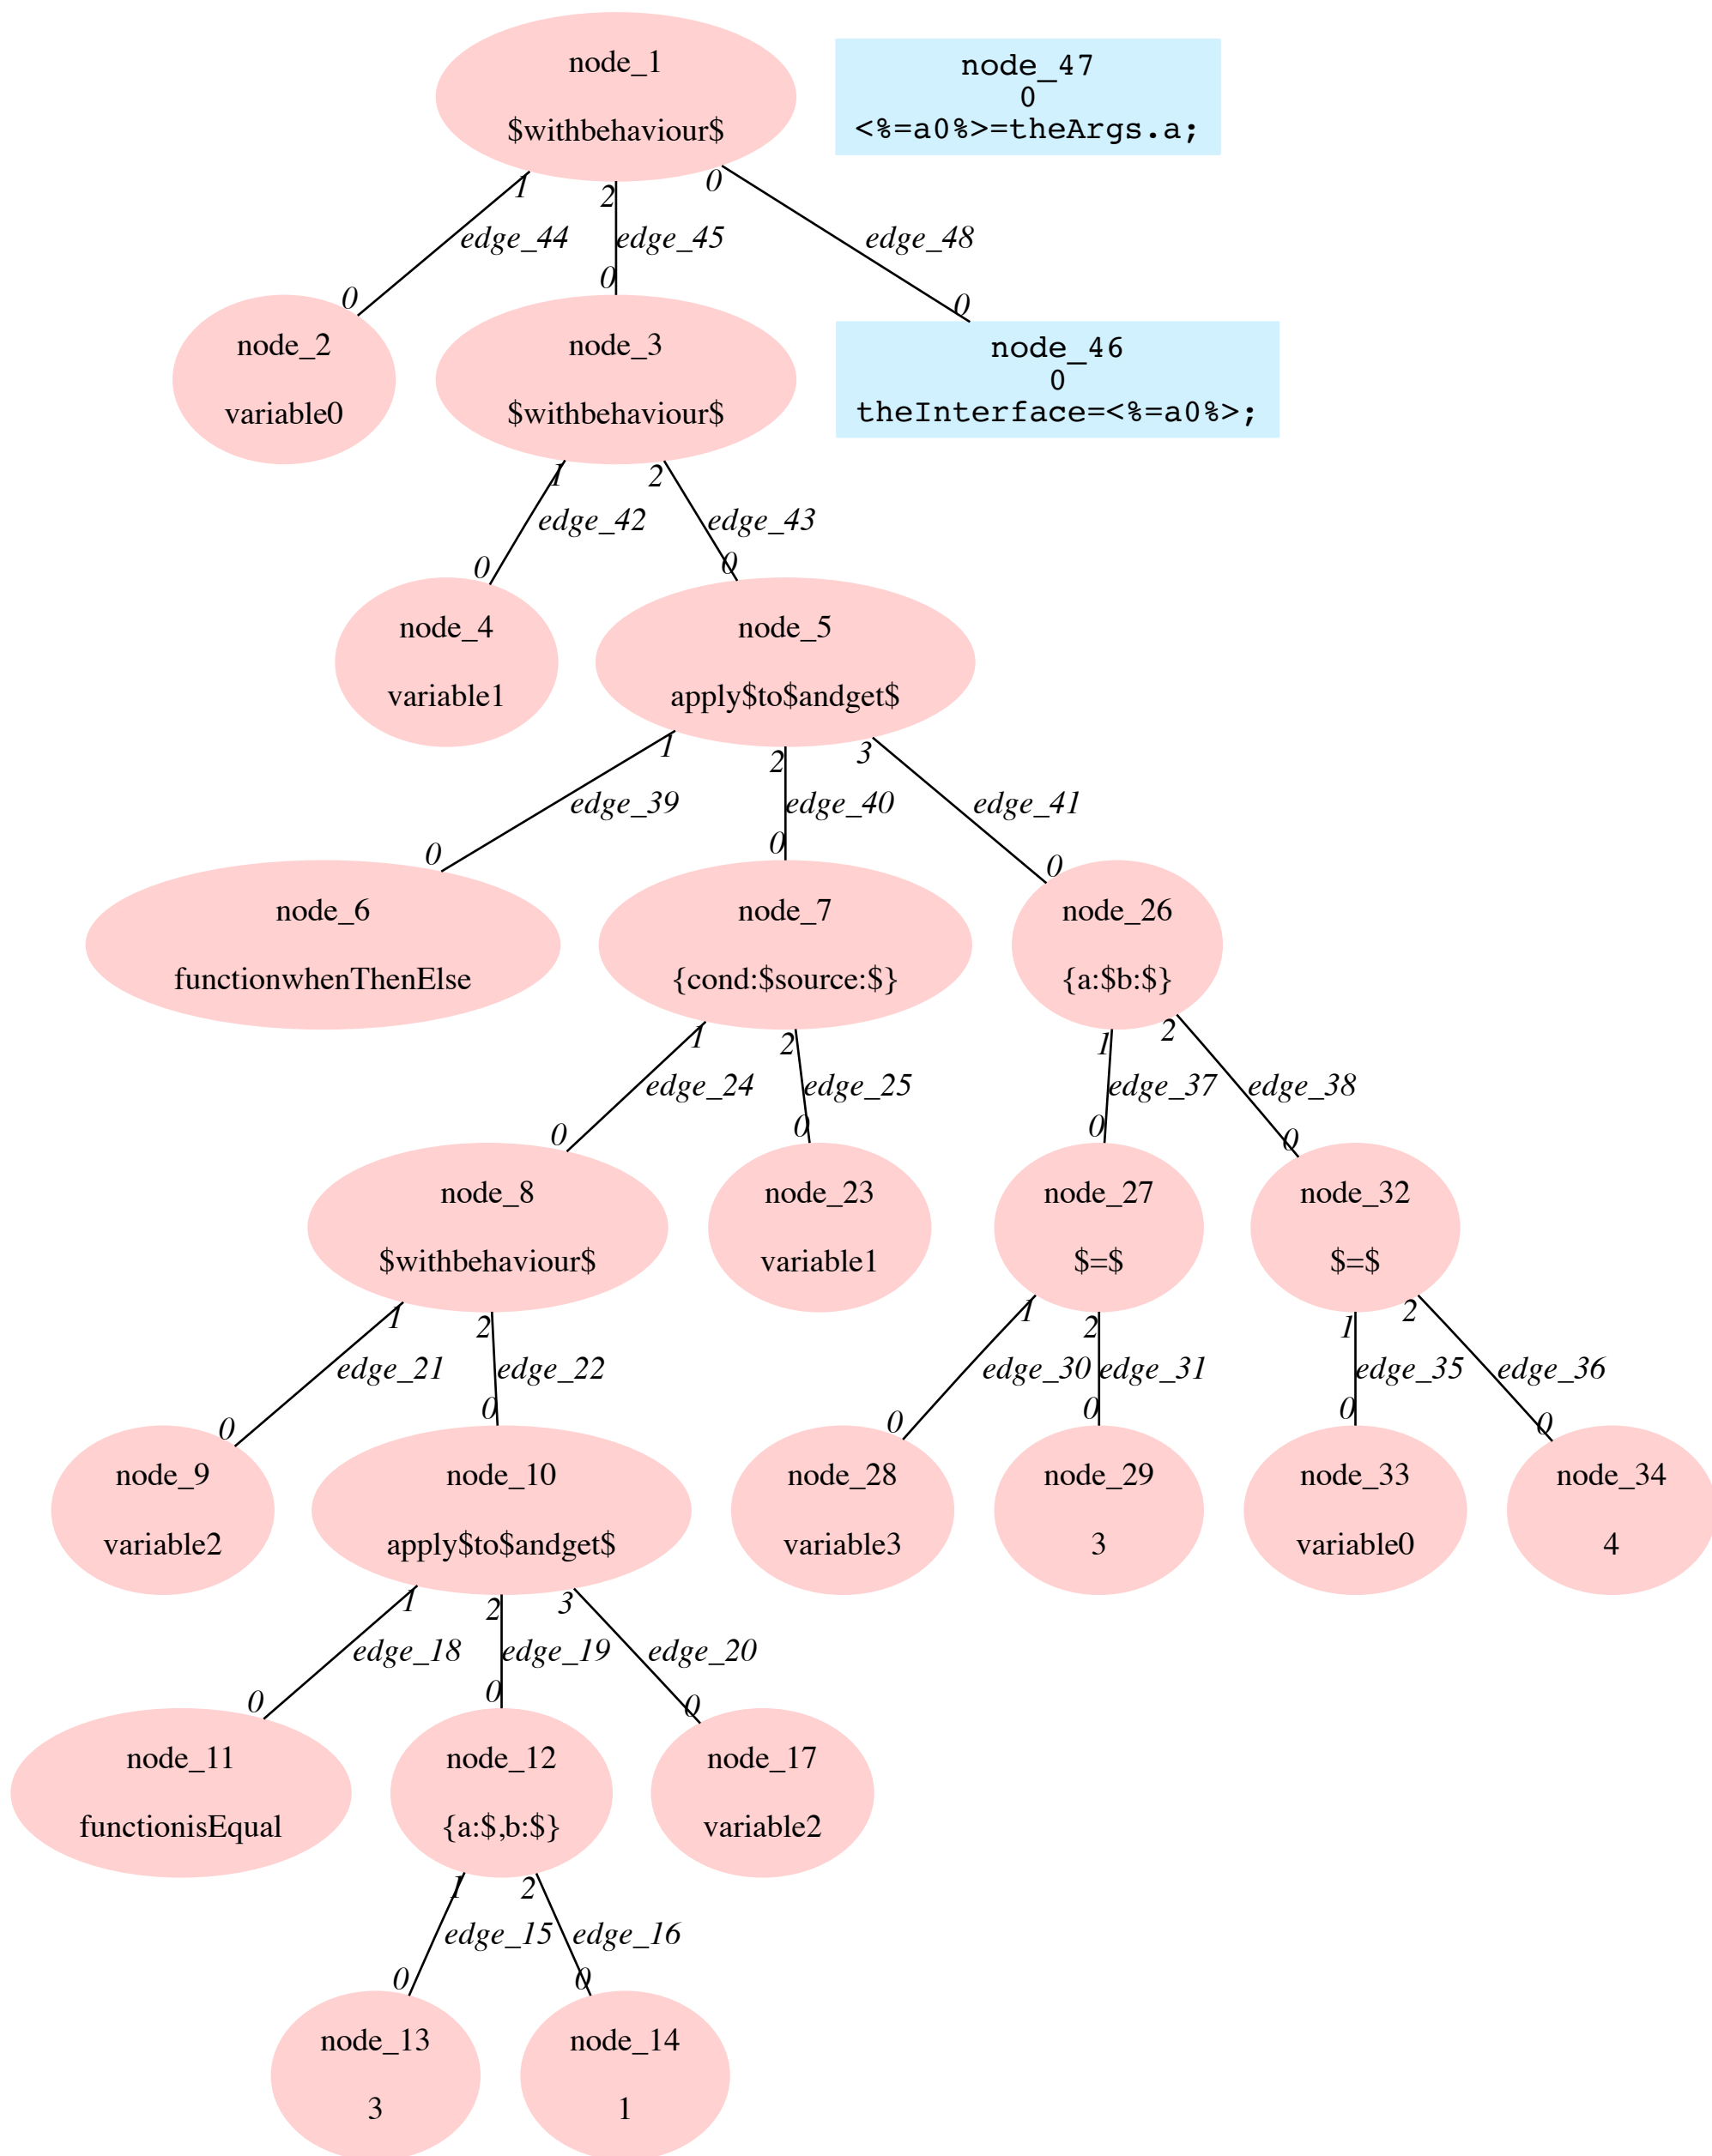 node_1
$withbehaviour$
node_47
0
<%=a0%>=theArgs.a;
1
2
0
edge_44
edge_45
edge_48
0
0
0
node_2
variable0
node_3
$withbehaviour$
node_46
0
theInterface=<%=a0%>;
1
2
edge_42
edge_43
0
0
node_4
variable1
node_5
apply$to$andget$
1
2
3
edge_39
edge_40
edge_41
0
0
0
node_6
functionwhenThenElse
node_7
{cond:$source:$}
node_26
{a:$b:$}
1
2
1
2
edge_24
edge_25
edge_37
edge_38
0
0
0
0
node_8
$withbehaviour$
node_23
variable1
node_27
$=$
node_32
$=$
1
2
1
2
1
2
edge_21
edge_22
edge_30
edge_31
edge_35
edge_36
0
0
0
0
0
0
node_9
variable2
node_10
apply$to$andget$
node_28
variable3
node_29
3
node_33
variable0
node_34
4
1
2
3
edge_18
edge_19
edge_20
0
0
0
node_11
functionisEqual
node_12
{a:$,b:$}
node_17
variable2
1
2
edge_15
edge_16
0
0
node_13
3
node_14
1